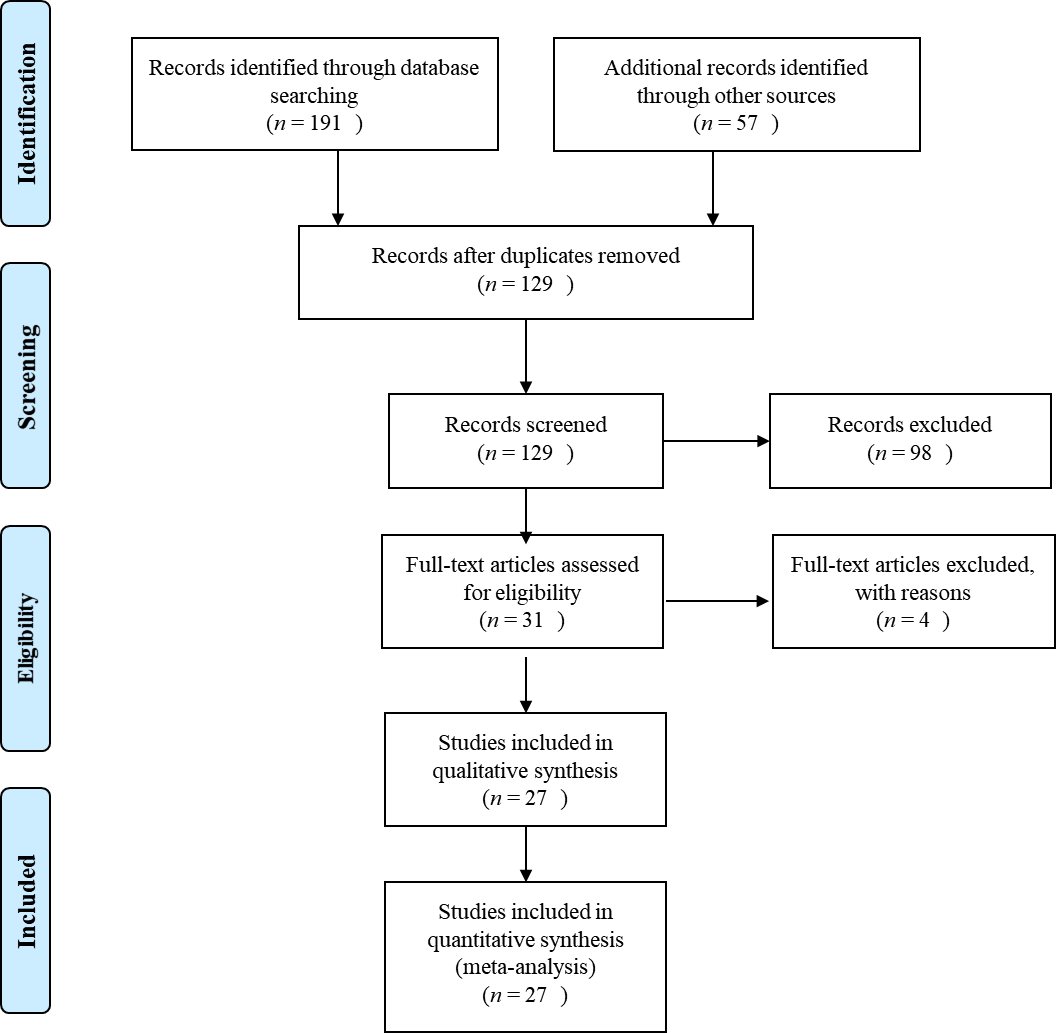 Identification
Records identified through database
searching
(n = 191 )
Additional records identified
through other sources
(n = 57 )
Records after duplicates removed
(n = 129 )
Screening
Records screened
(n = 129 )
Records excluded
(n = 98 )
Eligibility
Full-text articles assessed
for eligibility
(n = 31 )
Full-text articles excluded,
with reasons
(n = 4 )
Studies included in
qualitative synthesis
(n = 27 )
Included
Studies included in
quantitative synthesis
(meta-analysis)
(n = 27 )